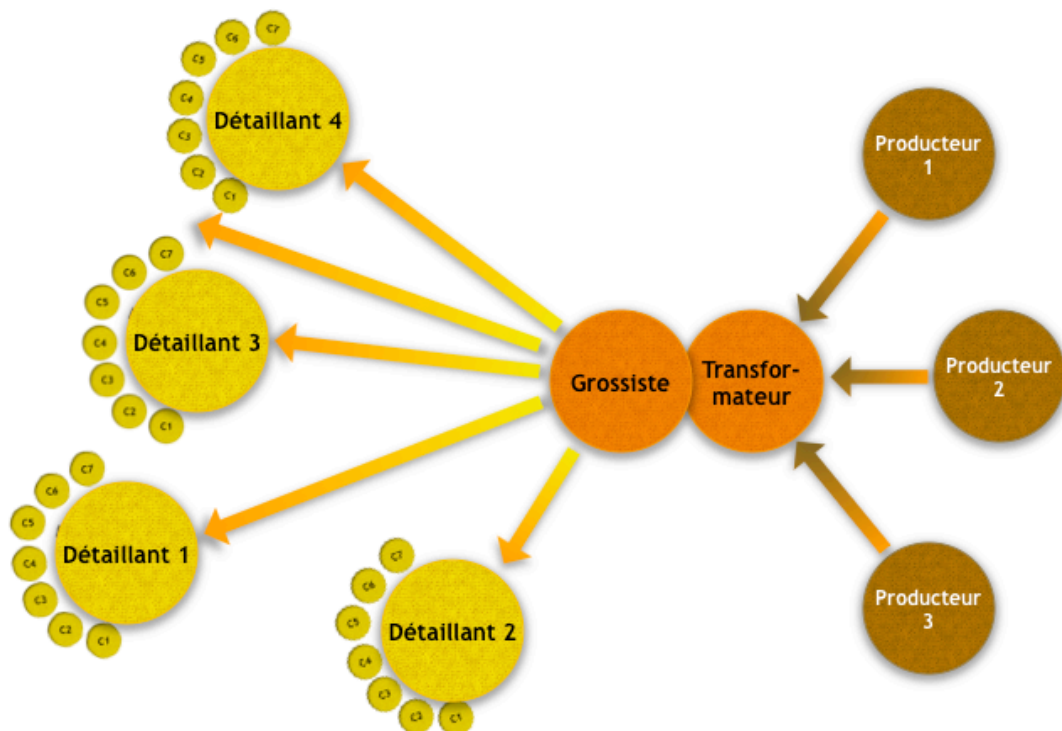 C7
C6
C5
C4
C3
C2
C1
Détaillant 4
C7
C6
C5
C4
C3
C2
C1
Détaillant 3
C7
C6
C5
C4
C3
C2
C1
Détaillant 1
C7
C6
C5
C4
C3
C2
C1
Détaillant 2
Grossiste
Transfor-
mateur
Producteur
1
Producteur
2
Producteur
3